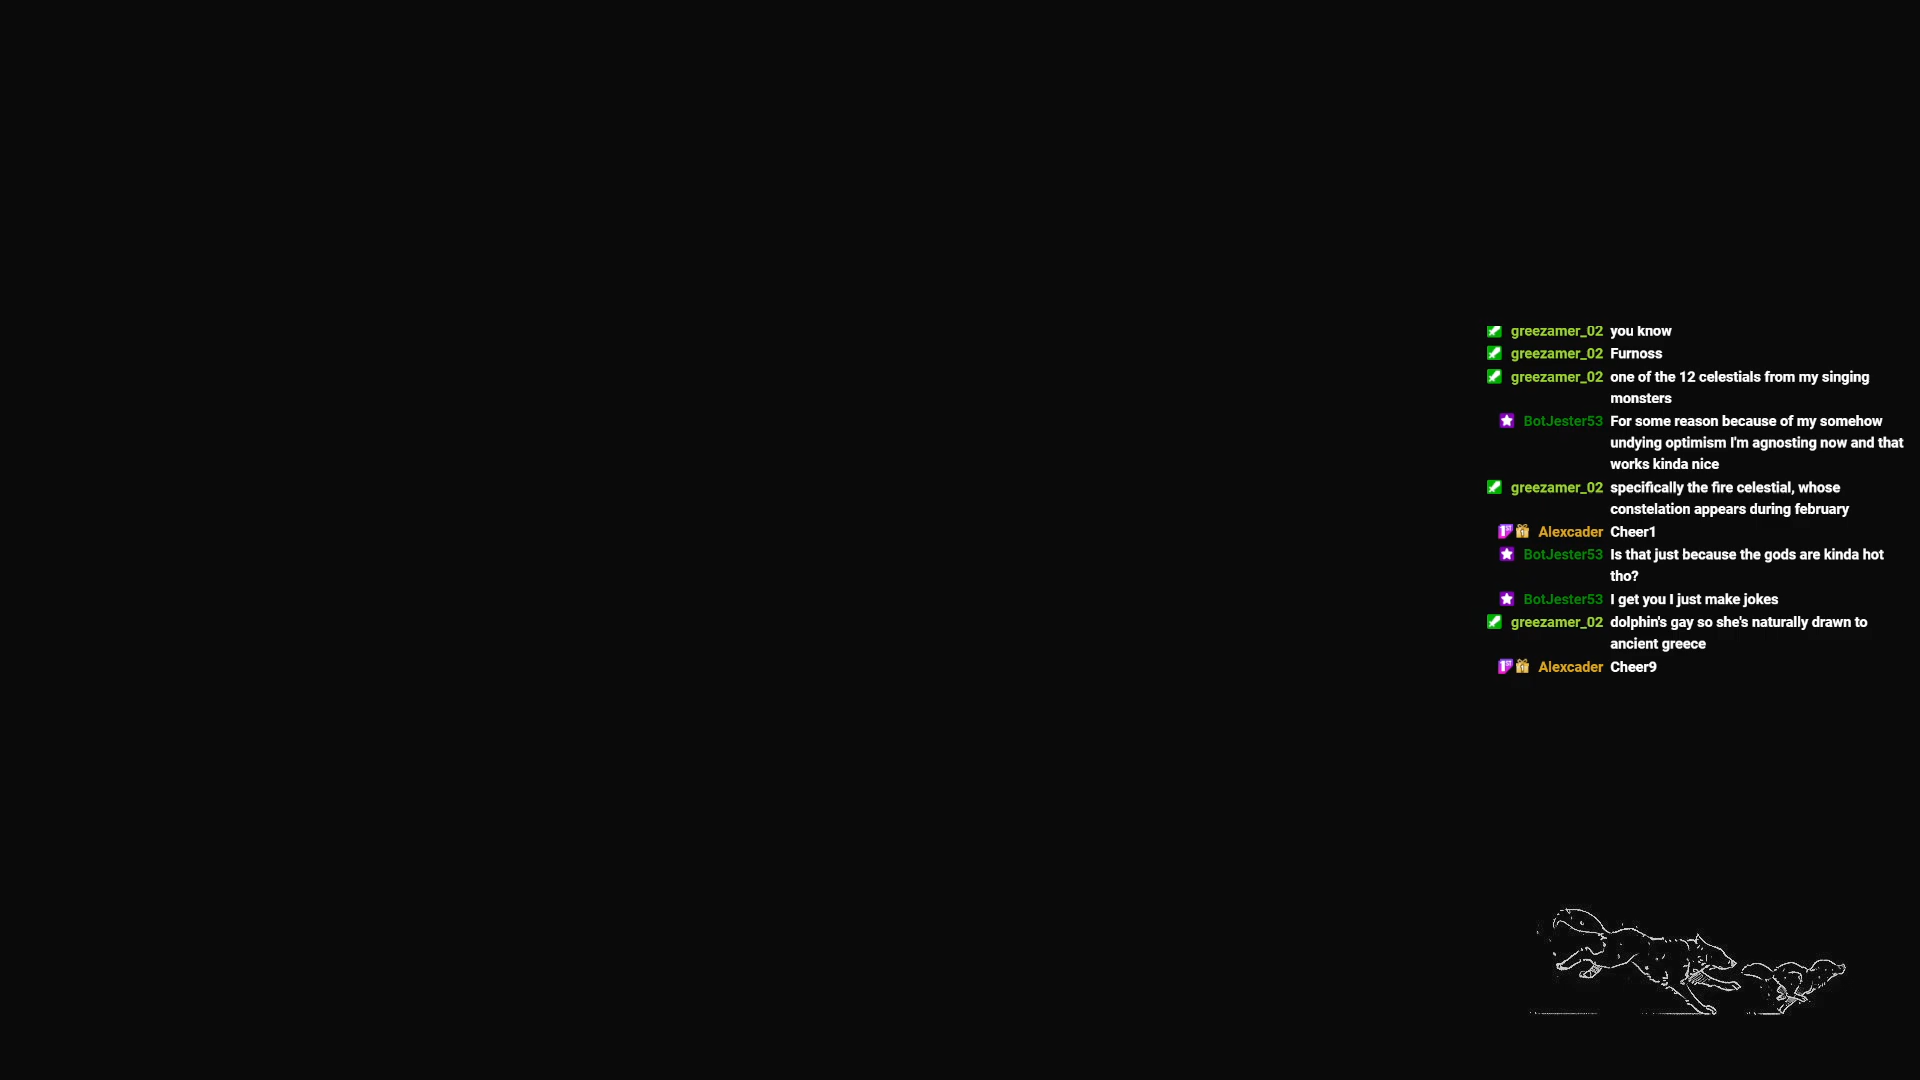 greezamer_02 you know
greezamer_02 Furnoss
greezamer_02 one of the 12 celestials from my singing
monsters
BotJester53 For some reason because of my somehow
undying optimism I'm agnosting now and that
works kinda nice
greezamer_02 specifically the fire celestial, whose
constelation appears during february
Alexcader Cheer1
BotJester53 Is that just because the gods are kinda hot
tho?
BotJester53 I get you I just make jokes
greezamer_02 dolphin's gay so she's naturally drawn to
ancient greece
Alexcader Cheer9